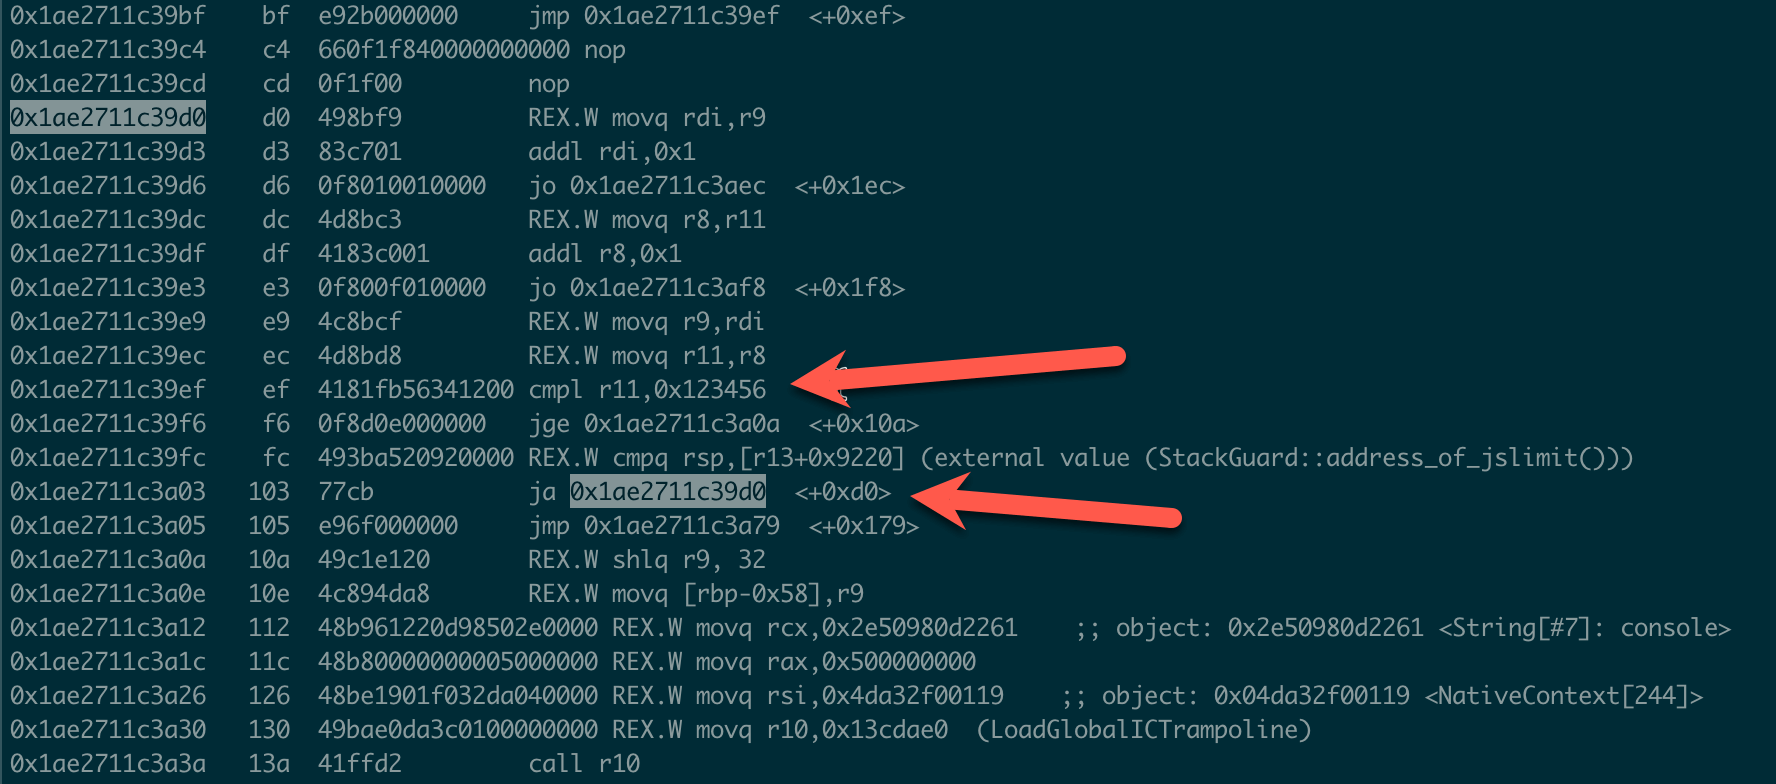 0x1ae2711c39bf bf e92b000000 jmp 0x1ae2711c39ef <+0xef>
0x1ae2711c39c4 c4 660f1f840000000000 nop
0x1ae2711c39cd cd 0f1f00 nop
0x1ae2711c39d0 d0 498bf9 REX.W movq rdi,r9
0x1ae2711c39d3 d3 83c701 addl rdi,0x1
0x1ae2711c39d6 d6 0f8010010000 jo 0x1ae2711c3aec <+0x1ec>
0x1ae2711c39dc dc 4d8bc3 REX.W movq r8,r11
0x1ae2711c39df df 4183c001 addl r8,0x1
0x1ae2711c39e3 e3 0f800f010000 jo 0x1ae2711c3af8 <+0x1f8>
0x1ae2711c39e9 e9 4c8bcf REX.W movq r9,rdi
0x1ae2711c39ec ec 4d8bd8 REX.W movq r11,r8
0x1ae2711c39ef ef 4181fb56341200 cmpl r11,0x123456
0x1ae2711c39f6 f6 0f8d0e000000 jge 0x1ae2711c3a0a <+0x10a>
0x1ae2711c39fc fc 493ba520920000 REX.W cmpq rsp,[r13+0x9220] (external value (StackGuard::address_of_jslimit()))
0x1ae2711c3a03 103 77cb ja 0x1ae2711c39d0 <+0xd0>
0x1ae2711c3a05 105 e96f000000 jmp 0x1ae2711c3a79 <+0x179>
0x1ae2711c3a0a 10a 49c1e120 REX.W shlq r9, 32
0x1ae2711c3a0e 10e 4c894da8 REX.W movq [rbp-0x58],r9
0x1ae2711c3a12 112 48b961220d98502e0000 REX.W movq rcx,0x2e50980d2261 ;; object: 0x2e50980d2261 <String[#7]: console>
0x1ae2711c3a1c 11c 48b80000000005000000 REX.W movq rax,0x500000000
0x1ae2711c3a26 126 48be1901f032da040000 REX.W movq rsi,0x4da32f00119 ;; object: 0x04da32f00119 <NativeContext[244]>
0x1ae2711c3a30 130 49bae0da3c0100000000 REX.W movq r10,0x13cdae0 (LoadGlobalICTrampoline)
0x1ae2711c3a3a 13a 41ffd2 call r10